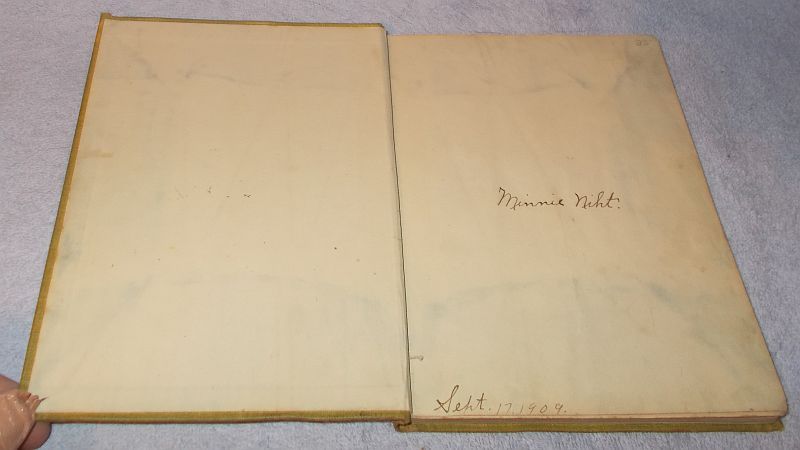 Minnie Niht.
Sept. 17 1909.